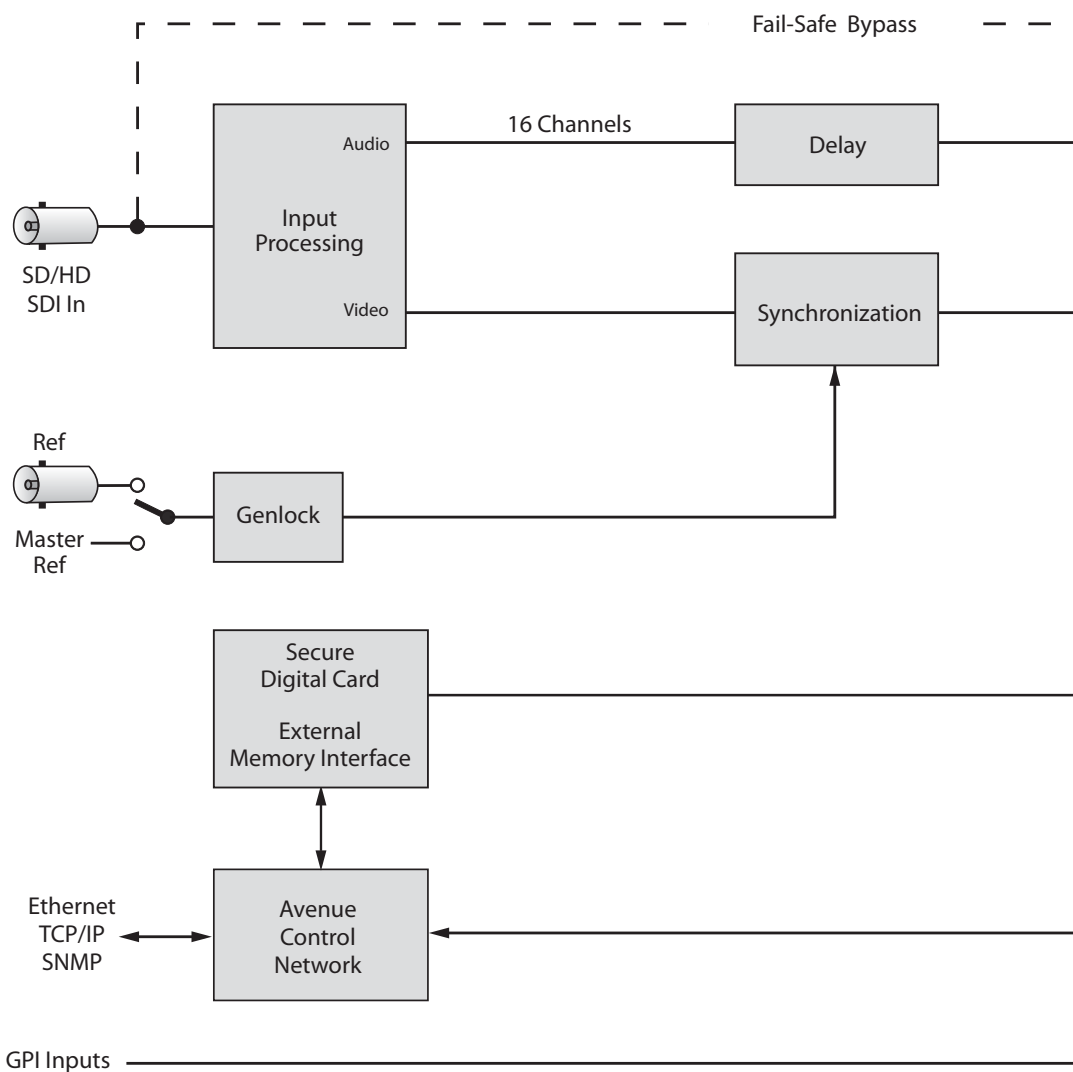 Fail-Safe Bypass
16 Channels
Audio
Delay
Input
Processing
SD/HD
SDI In
Video
Synchronization
Ref
Genlock
Master
Ref
Secure
Digital Card
External
Memory Interface
Ethernet
TCP/IP
SNMP
Avenue
Control
Network
GPI Inputs